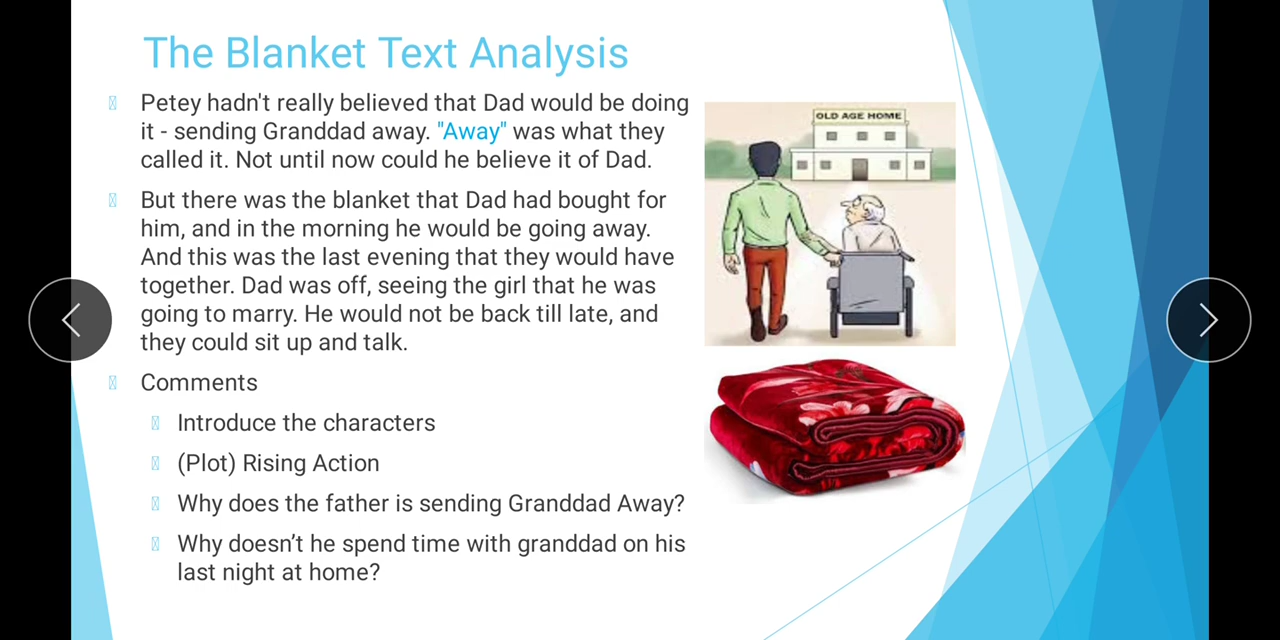 The Blanket Text Analysis
Petey hadn't really believed that Dad would be doing
it - sending Granddad away. "Away" was what they
called it. Not until now could he believe it of Dad.
But there was the blanket that Dad had bought for
him, and in the morning he would be going away.
And this was the last evening that they would have
together. Dad was off, seeing the girl that he was
going to marry. He would not be back till late, and
they could sit up and talk.
Comments
Introduce the characters
(Plot) Rising Action
Why does the father is sending Granddad Away?
Why doesn’t he spend time with granddad on his
last night at home?
OLD AGE HOME